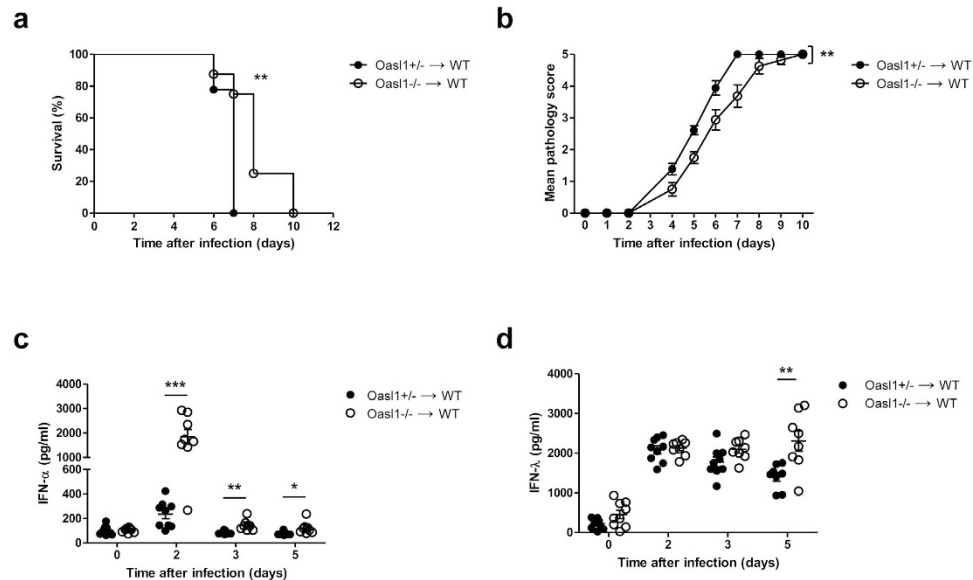 a
b
100
80
60
40
20
0
Survival (%)
0 2 4 6 8 10 12
Time after infection (days)
**
Oasl1+/- → WT
Oasl1-/- → WT
5
4
3
2
1
0
Mean pathology score
0 1 2 3 4 5 6 7 8 9 10
Time after infection (days)
**
Oasl1+/- → WT
Oasl1-/- → WT
c
d
4000
3000
2000
1000
200
100
0
IFN-α (pg/ml)
***
**
*
0 2 3 5
Time after infection (days)
Oasl1+/- → WT
Oasl1-/- → WT
4000
3000
2000
1000
0
IFN-λ (pg/ml)
**
0 2 3 5
Time after infection (days)
Oasl1+/- → WT
Oasl1-/- → WT